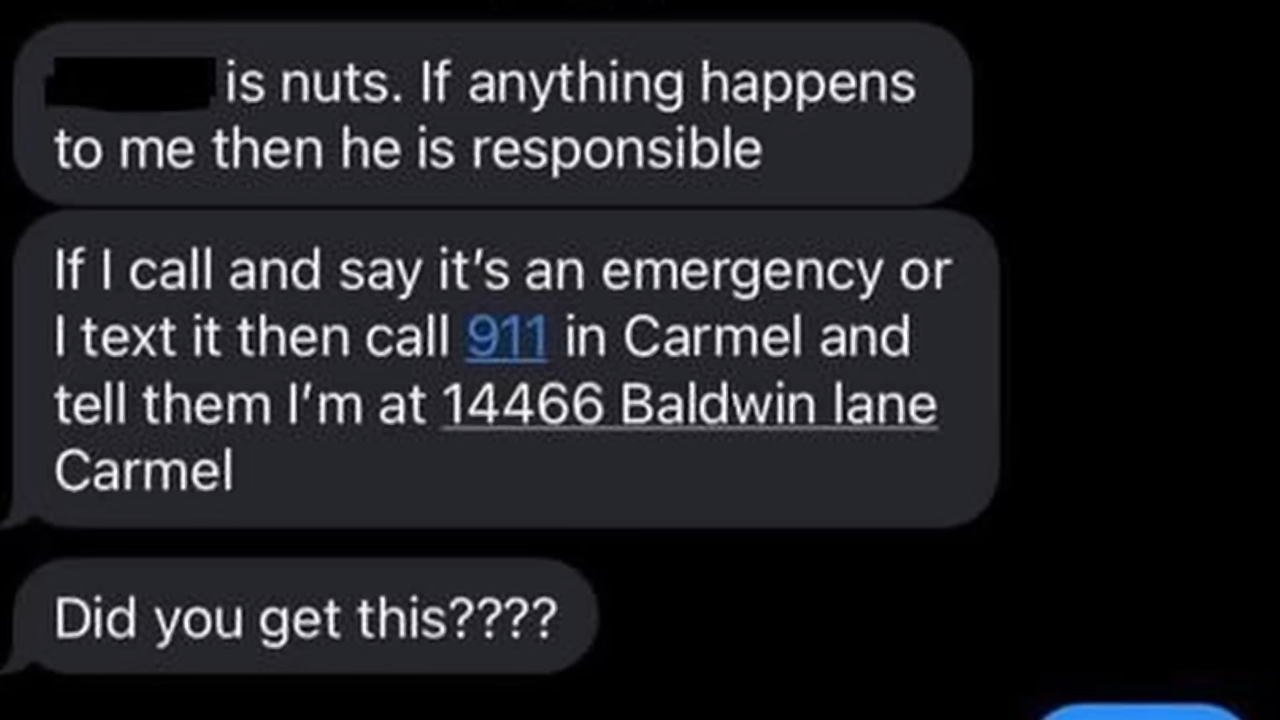 is nuts. If anything happens
to me then he is responsible
If I call and say it’s an emergency or
I text it then call 911 in Carmel and
tell them I’m at 14466 Baldwin lane
Carmel
Did you get this????